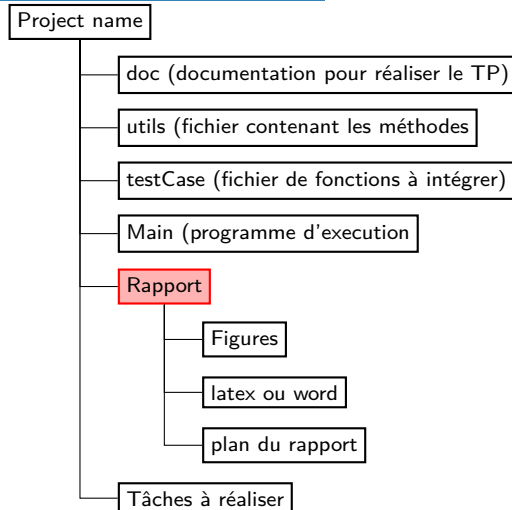 Project name
doc (documentation pour réaliser le TP)
utils (fichier contenant les méthodes
testCase (fichier de fonctions à intégrer)
Main (programme d'execution
Rapport
Figures
latex ou word
plan du rapport
Tâches à réaliser